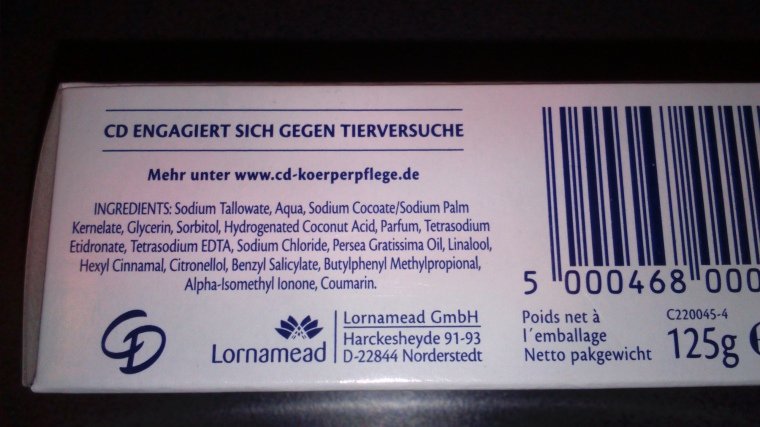 CD ENGAGIERT SICH GEGEN TIERVERSUCHE
Mehr unter www.cd-koerperpflege.de
INGREDIENTS: Sodium Tallowate, Aqua, Sodium Cocoate/Sodium Palm
Kernelate, Glycerin, Sorbitol, Hydrogenated Coconut Acid, Parfum, Tetrasodium
Etidronate, Tetrasodium EDTA, Sodium Chloride, Persea Gratissima Oil, Linalool,
Hexyl Cinnamal, Citronellol, Benzyl Salicylate, Butylphenyl Methylpropional,
Alpha-Isomethyl Ionone, Coumarin.
CD
Lornamead
Lornamead GmbH
Harckesheyde 91-93
D-22844 Norderstedt
5 000468 000
Poids net à
l´emballage
Netto pakgewicht
C220045-4
125g